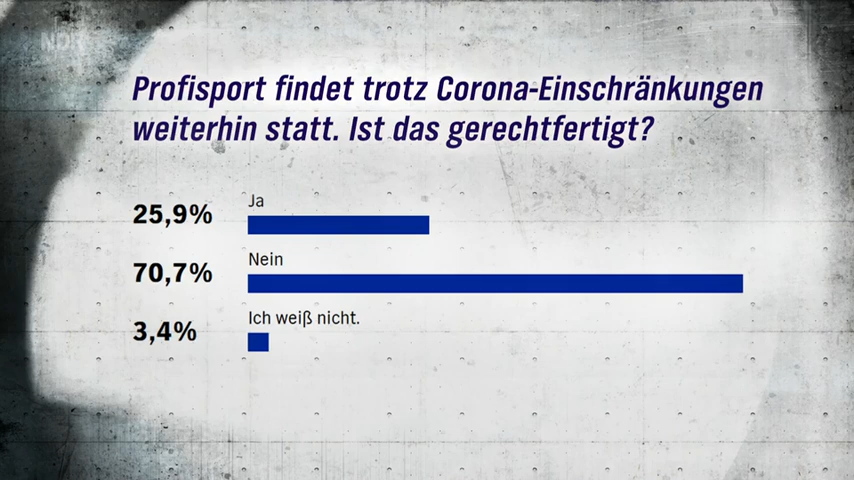 NDR
Profisport findet trotz Corona-Einschränkungen
weiterhin statt. Ist das gerechtfertigt?
Ja
25,9%
Nein
70,7%
Ich weiß nicht.
3,4%